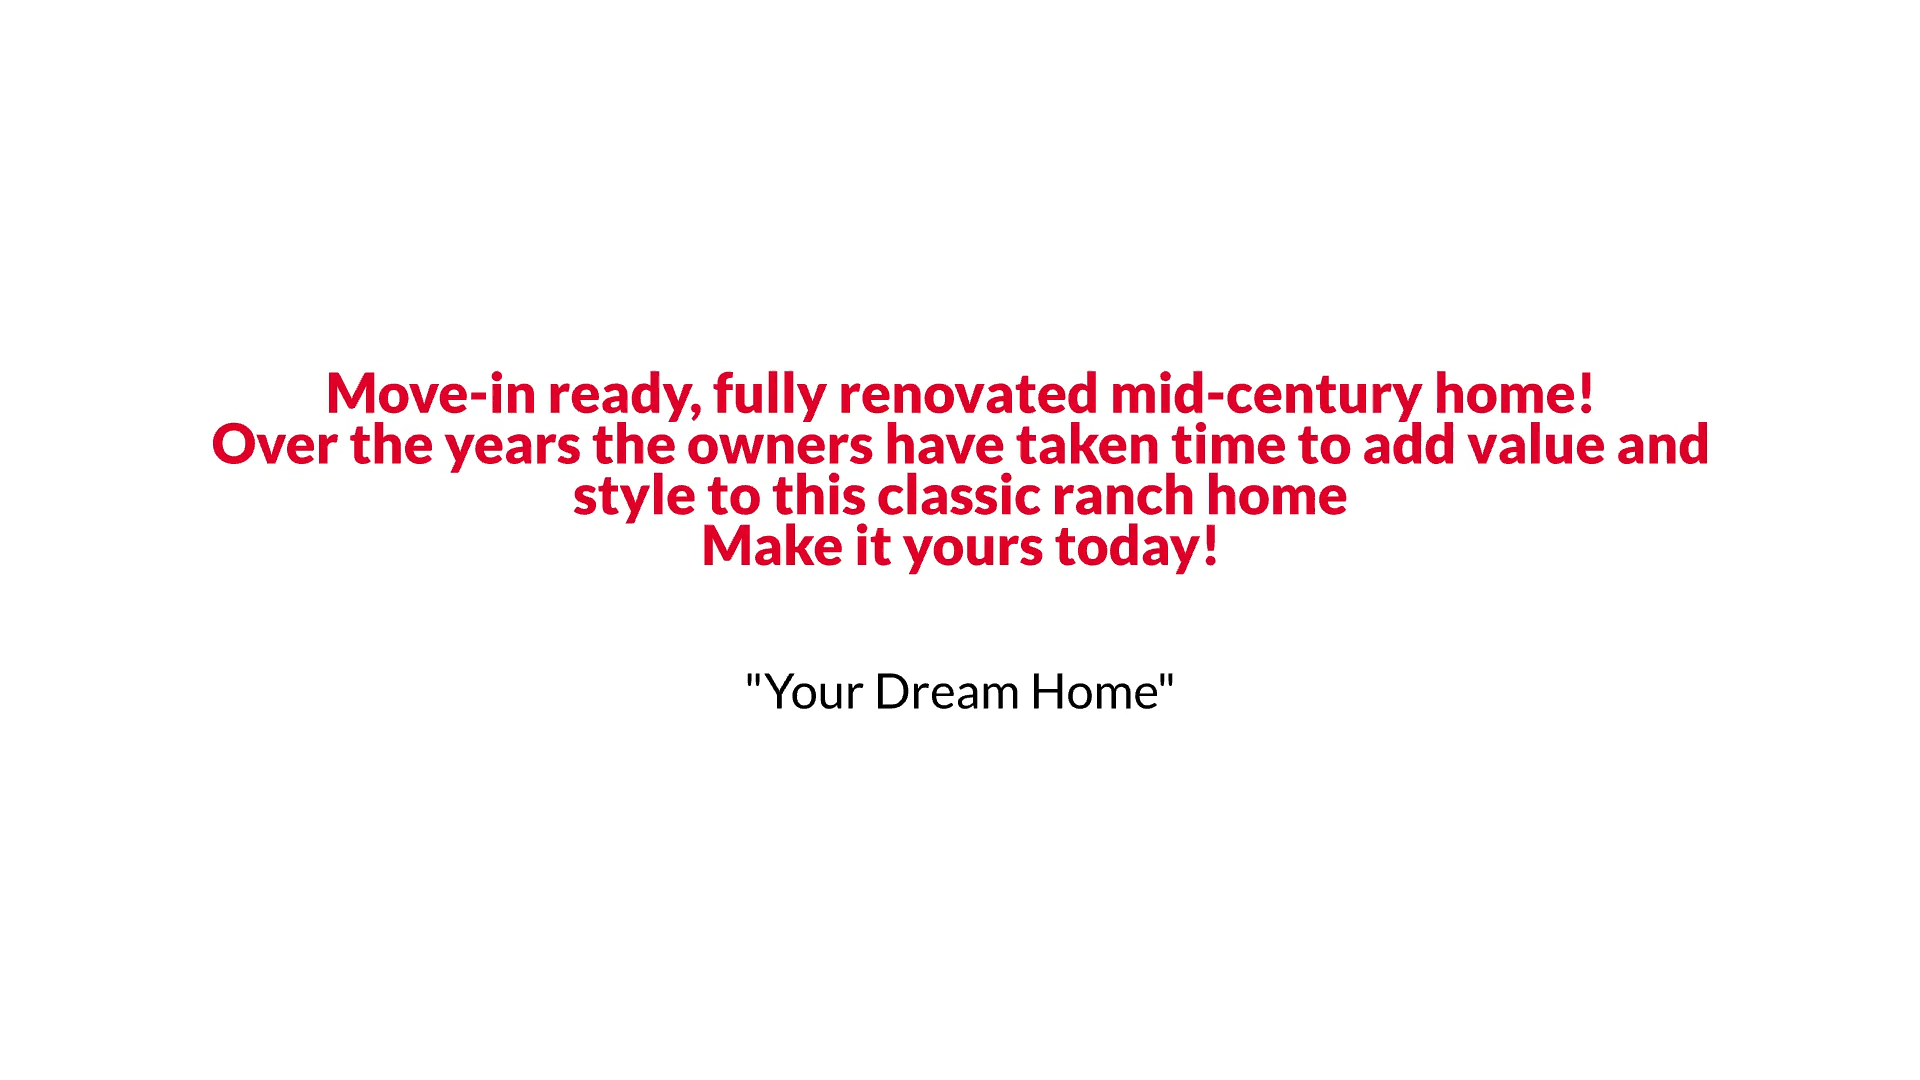 Move-in ready, fully renovated mid-century home!
Over the years the owners have taken time to add value and
style to this classic ranch home
Make it yours today!
"Your Dream Home"